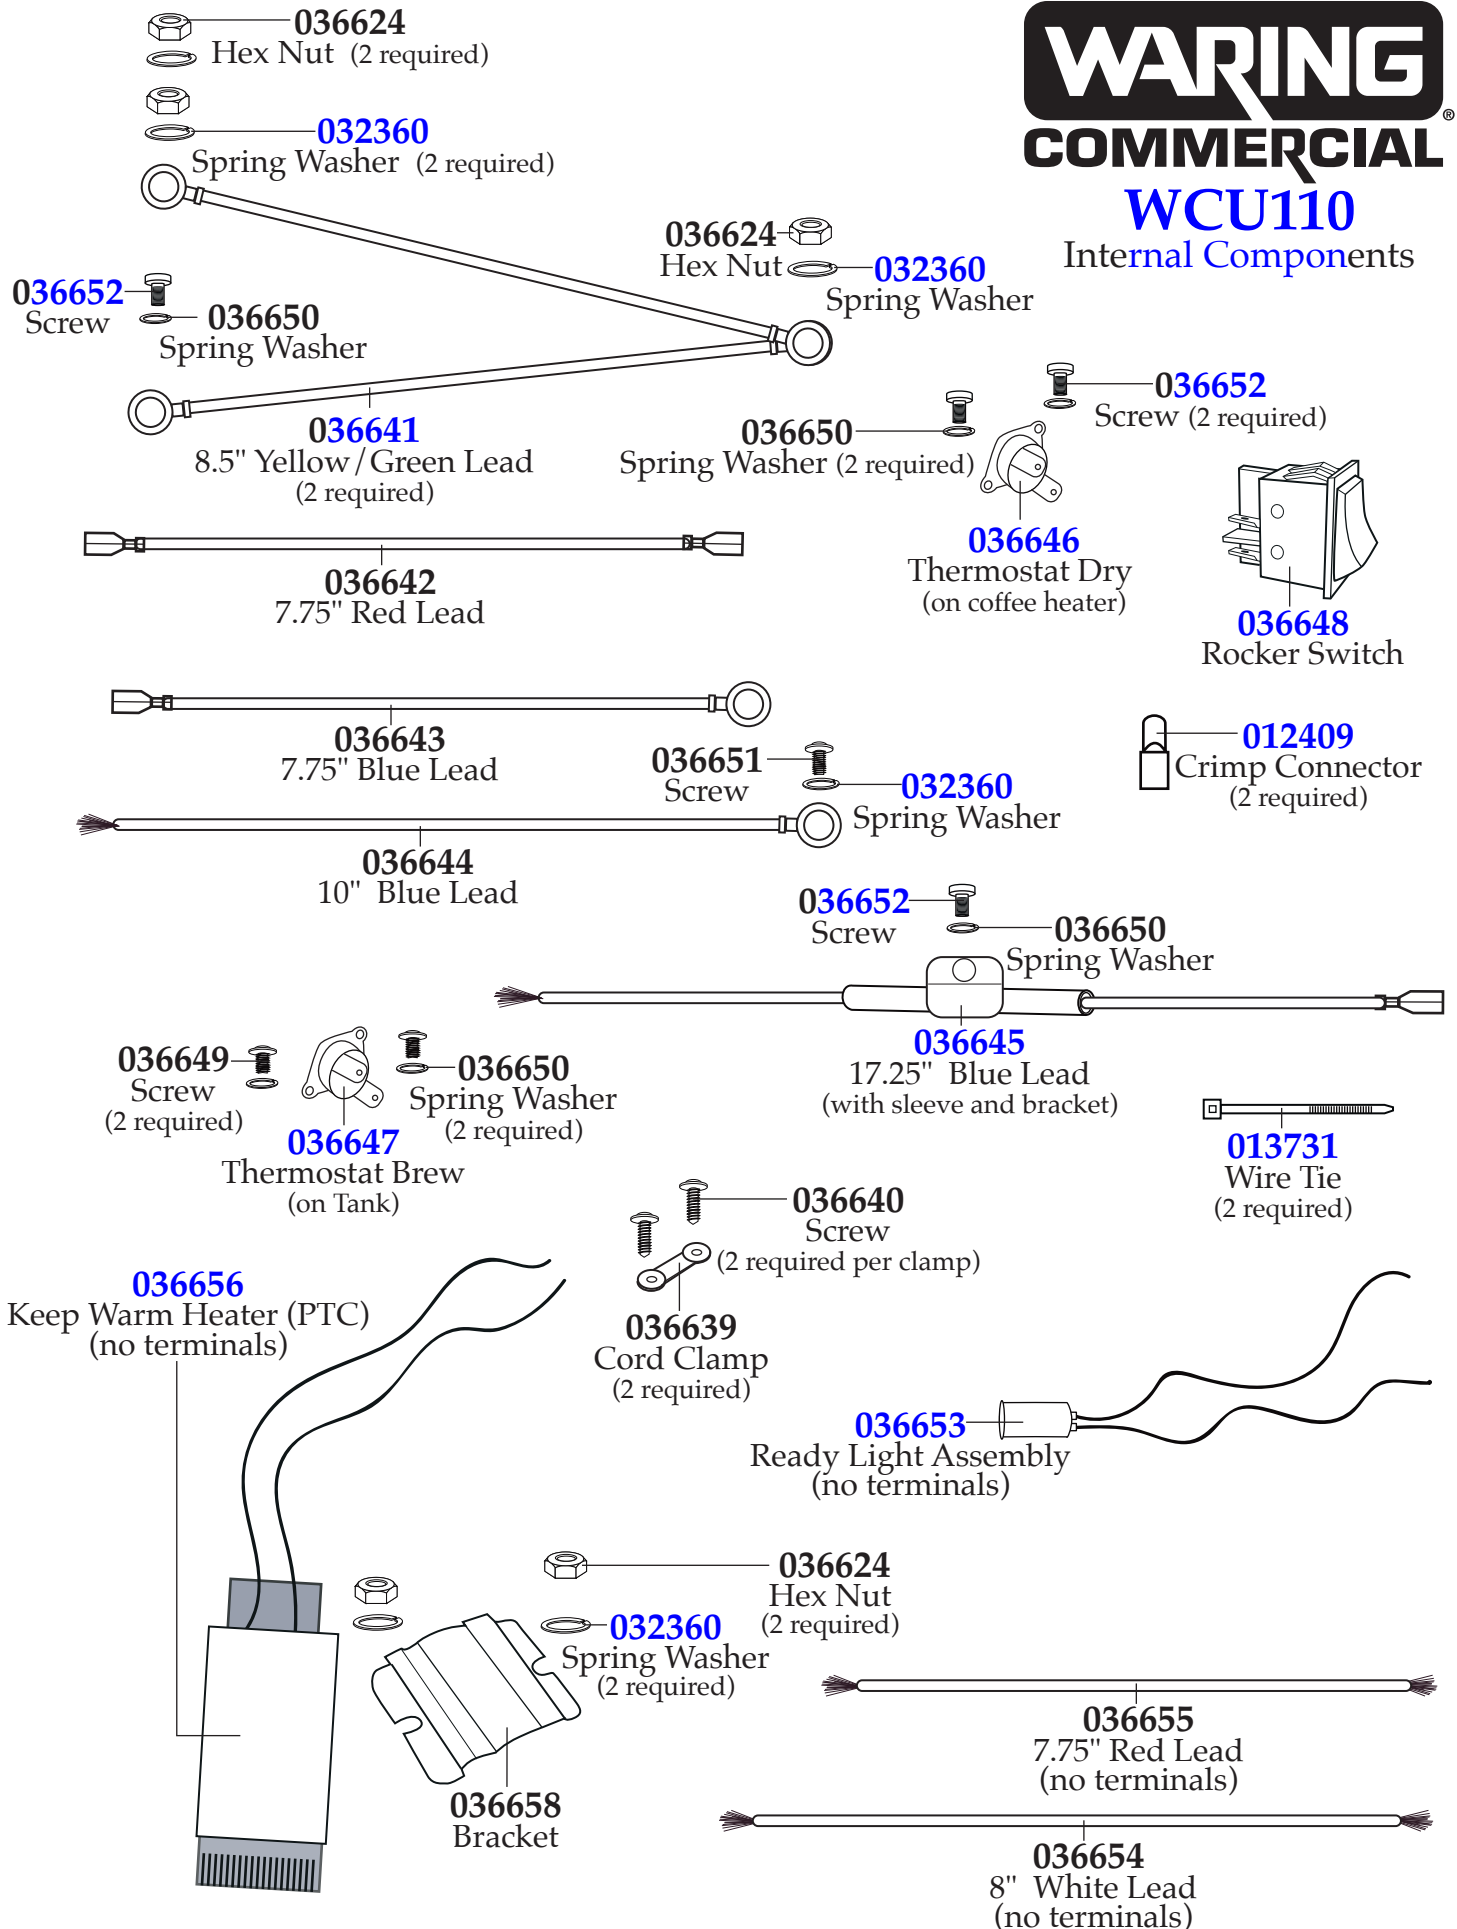 036624
Hex Nut (2 required)
032360
Spring Washer (2 required)
WARING
®
COMMERCIAL
WCU110
Internal Components
036624
Hex Nut
032360
Spring Washer
036652
Screw
036650
Spring Washer
036641
8.5" Yellow/Green Lead
(2 required)
036652
Screw (2 required)
036650
Spring Washer (2 required)
036646
Thermostat Dry
(on coffee heater)
036648
Rocker Switch
036642
7.75" Red Lead
036643
7.75" Blue Lead
036651
Screw
032360
Spring Washer
012409
Crimp Connector
(2 required)
036644
10" Blue Lead
036652
Screw
036650
Spring Washer
036645
17.25" Blue Lead
(with sleeve and bracket)
036649
Screw
(2 required)
036650
Spring Washer
(2 required)
036647
Thermostat Brew
(on Tank)
013731
Wire Tie
(2 required)
036640
Screw
(2 required per clamp)
036639
Cord Clamp
(2 required)
036656
Keep Warm Heater (PTC)
(no terminals)
036653
Ready Light Assembly
(no terminals)
036624
Hex Nut
(2 required)
032360
Spring Washer
(2 required)
036658
Bracket
036655
7.75" Red Lead
(no terminals)
036654
8" White Lead
(no terminals)